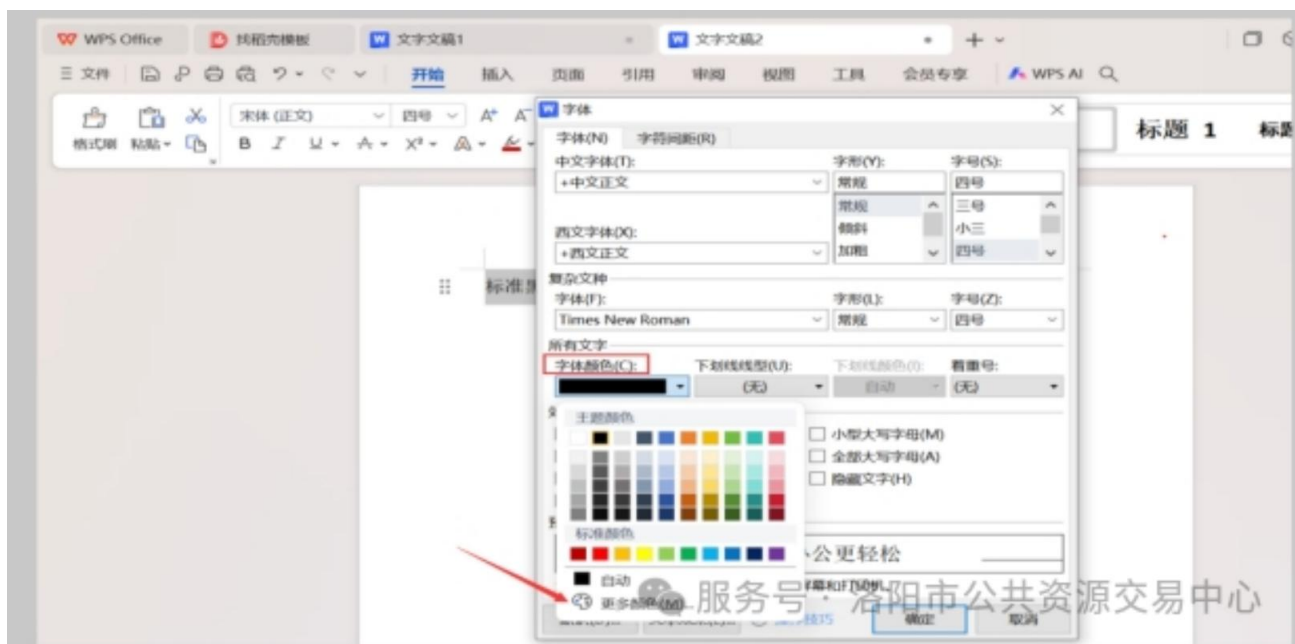 WPS Office 找稻壳模板 文字文稿1 文字文稿2
三 文件 开始 插入 页面 引用 审阅 视图 工具 会员专享 WPS AI
格式刷 粘贴 宋体 (正文) 四号 A⁺ A⁻ 标题 1 标题
B I U A X² A
字体
字体(N) 字符间距(R)
中文字体(T): 字形(Y): 字号(S):
+中文正文 常规 四号
常规 三号
倾斜 小三
西文字体(X):
+西文正文 加粗 四号
标准
复杂文种
字体(F): 字形(L): 字号(Z):
Times New Roman 常规 四号
所有文字
字体颜色(C): 下划线线型(U): 下划线颜色(I): 着重号:
(无) 自动 (无)
主题颜色
小型大写字母(M)
全部大写字母(A)
隐藏文字(H)
标准颜色
公更轻松
自动
更多颜色(M)...
服务号 · 洛阳市公共资源交易中心
操作技巧 确定 取消